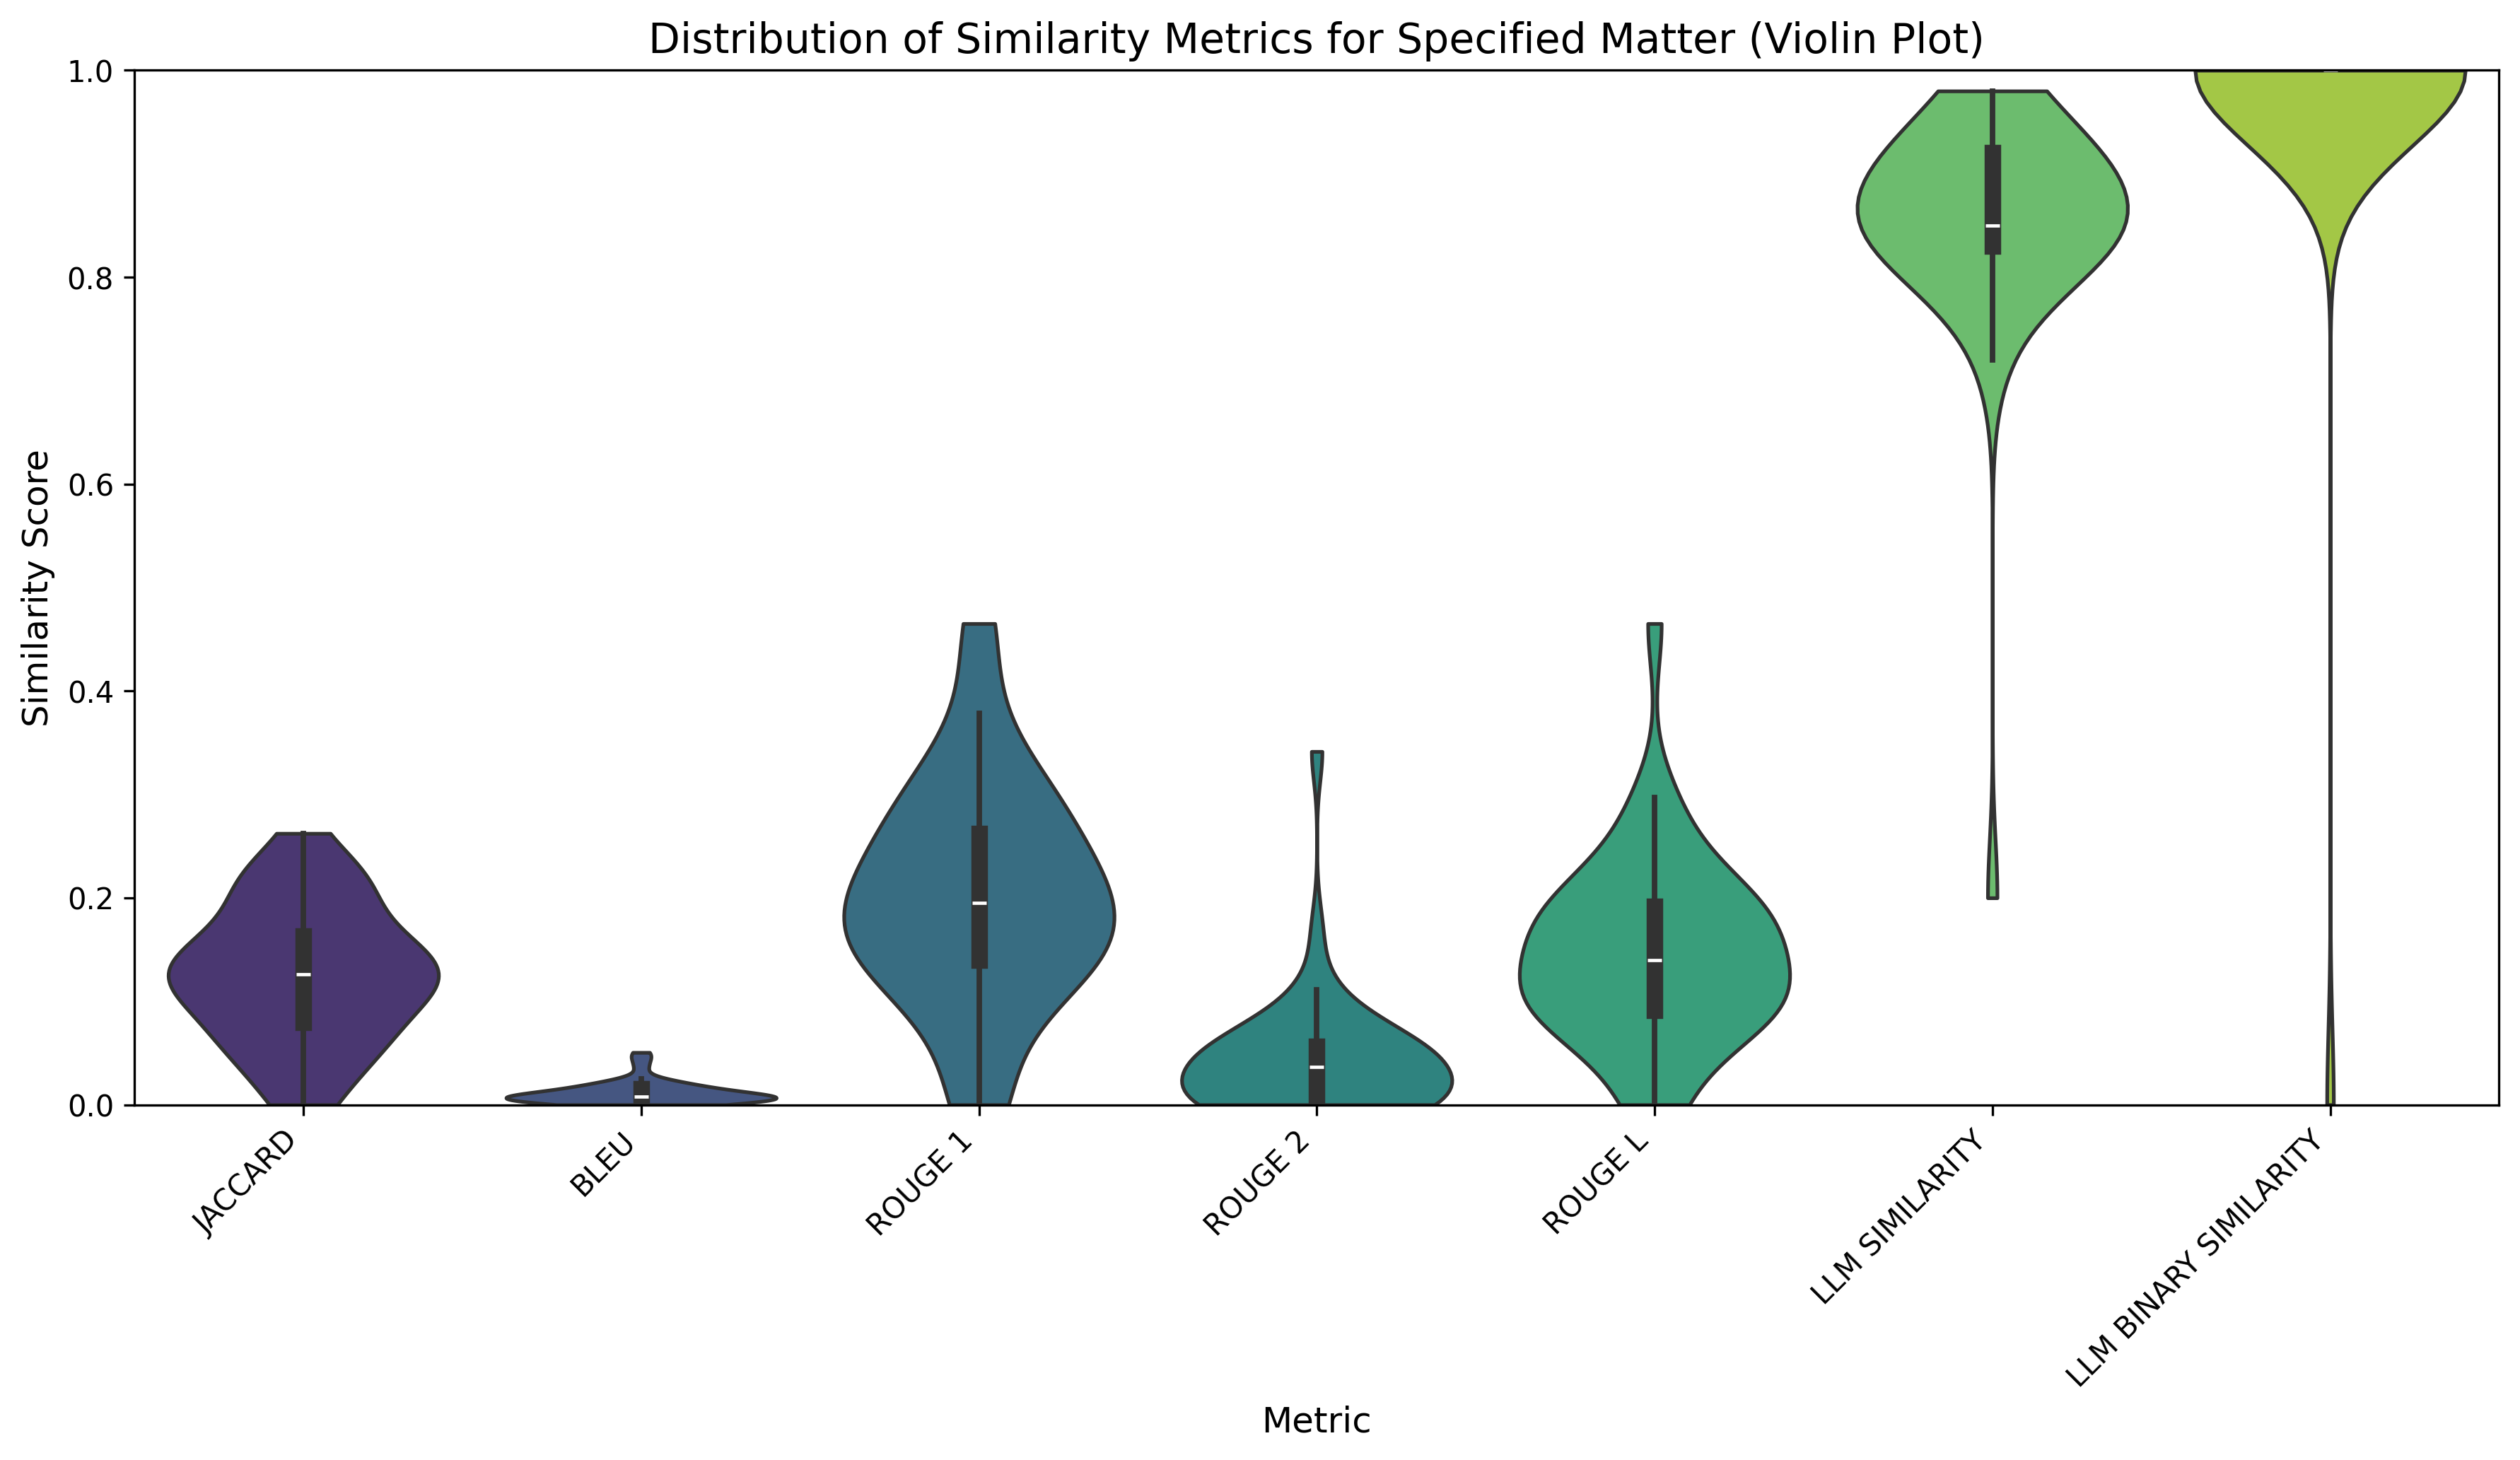 Distribution of Similarity Metrics for Specified Matter (Violin Plot)
Similarity Score
1.0
0.8
0.6
0.4
0.2
0.0
JACCARD
BLEU
ROUGE 1
ROUGE 2
ROUGE L
LLM SIMILARITY
LLM BINARY SIMILARITY
Metric